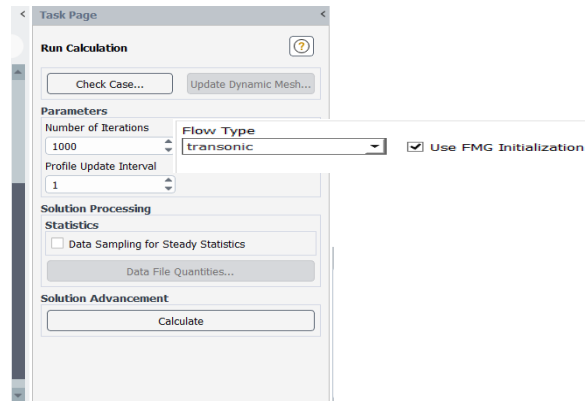 Task Page
Run Calculation
Check Case... Update Dynamic Mesh...
Parameters
Number of Iterations
1000
Flow Type
transonic
Use FMG Initialization
Profile Update Interval
1
Solution Processing
Statistics
Data Sampling for Steady Statistics
Data File Quantities...
Solution Advancement
Calculate